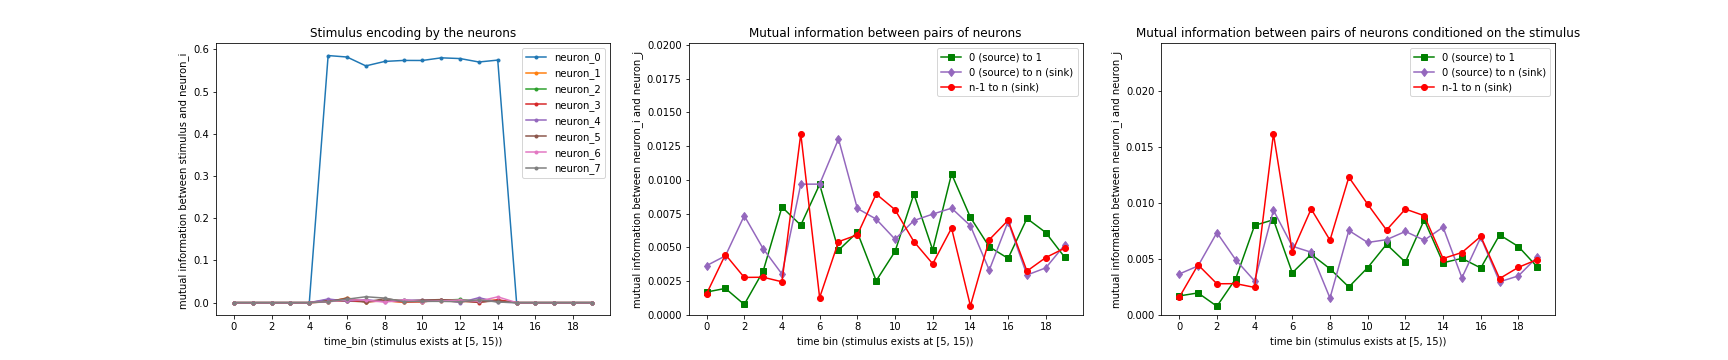 Stimulus encoding by the neurons
mutual information between stimulus and neuron_i
0.6
0.5
0.4
0.3
0.2
0.1
0.0
neuron_0
neuron_1
neuron_2
neuron_3
neuron_4
neuron_5
neuron_6
neuron_7
0 2 4 6 8 10 12 14 16 18
time_bin (stimulus exists at [5, 15))
Mutual information between pairs of neurons
mutual information between neuron_i and neuron_j
0.0200
0.0175
0.0150
0.0125
0.0100
0.0075
0.0050
0.0025
0.0000
0 (source) to 1
0 (source) to n (sink)
n-1 to n (sink)
0 2 4 6 8 10 12 14 16 18
time bin (stimulus exists at [5, 15))
Mutual information between pairs of neurons conditioned on the stimulus
mutual information between neuron_i and neuron_j
0.020
0.015
0.010
0.005
0.000
0 (source) to 1
0 (source) to n (sink)
n-1 to n (sink)
0 2 4 6 8 10 12 14 16 18
time bin (stimulus exists at [5, 15))